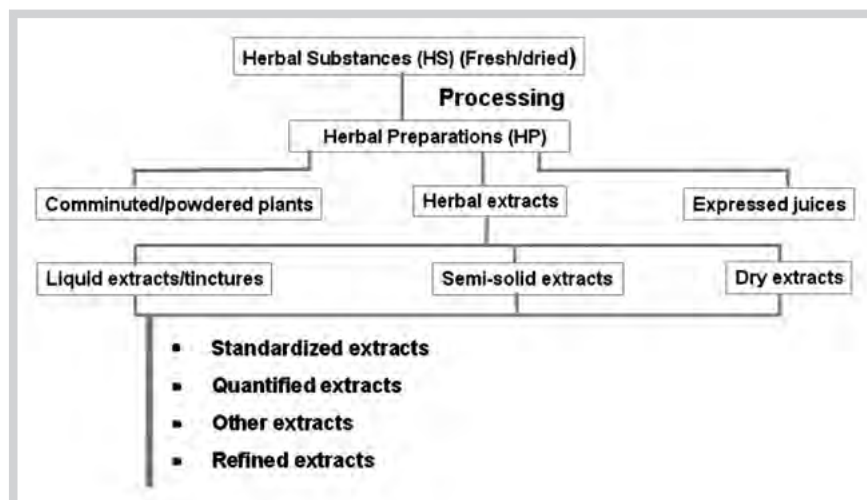 Herbal Substances (HS) (Fresh/dried)
Processing
Herbal Preparations (HP)
Comminuted/powdered plants
Herbal extracts
Expressed juices
Liquid extracts/tinctures
Semi-solid extracts
Dry extracts
▪ Standardized extracts
▪ Quantified extracts
▪ Other extracts
▪ Refined extracts